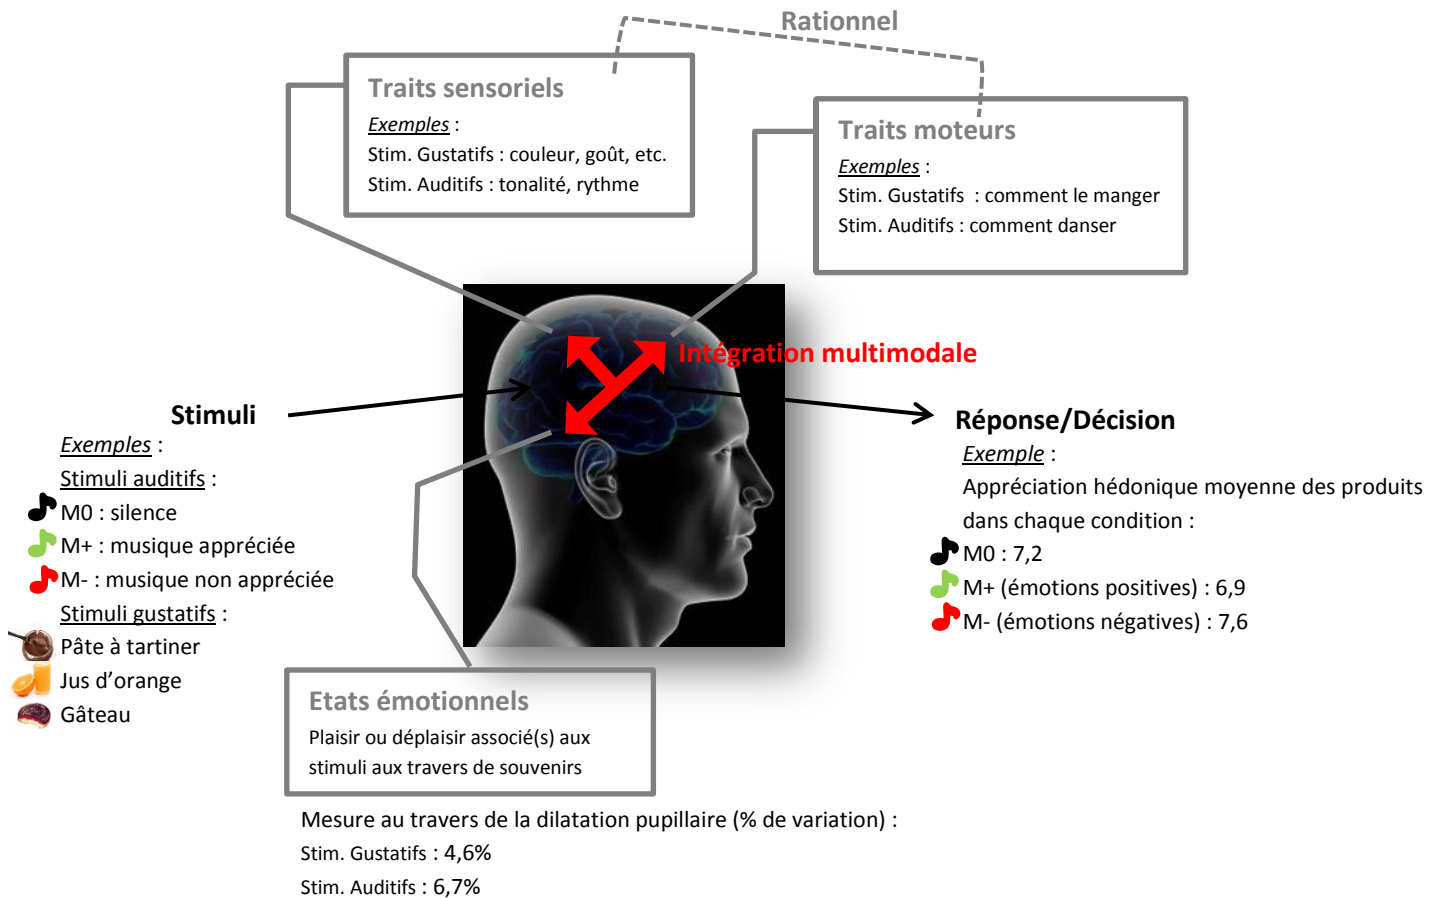 Rationnel
Traits sensoriels
Exemples :
Stim. Gustatifs : couleur, goût, etc.
Stim. Auditifs : tonalité, rythme
Traits moteurs
Exemples :
Stim. Gustatifs  : comment le manger
Stim. Auditifs : comment danser
Intégration multimodale
Stimuli
Exemples :
Stimuli auditifs :
M0 : silence
M+ : musique appréciée
M- : musique non appréciée
Stimuli gustatifs :
Pâte à tartiner
Jus d’orange
Gâteau
Réponse/Décision
Exemple :
Appréciation hédonique moyenne des produits
dans chaque condition :
M0 : 7,2
M+ (émotions positives) : 6,9
M- (émotions négatives) : 7,6
Etats émotionnels
Plaisir ou déplaisir associé(s) aux
stimuli aux travers de souvenirs
Mesure au travers de la dilatation pupillaire (% de variation) :
Stim. Gustatifs : 4,6%
Stim. Auditifs : 6,7%